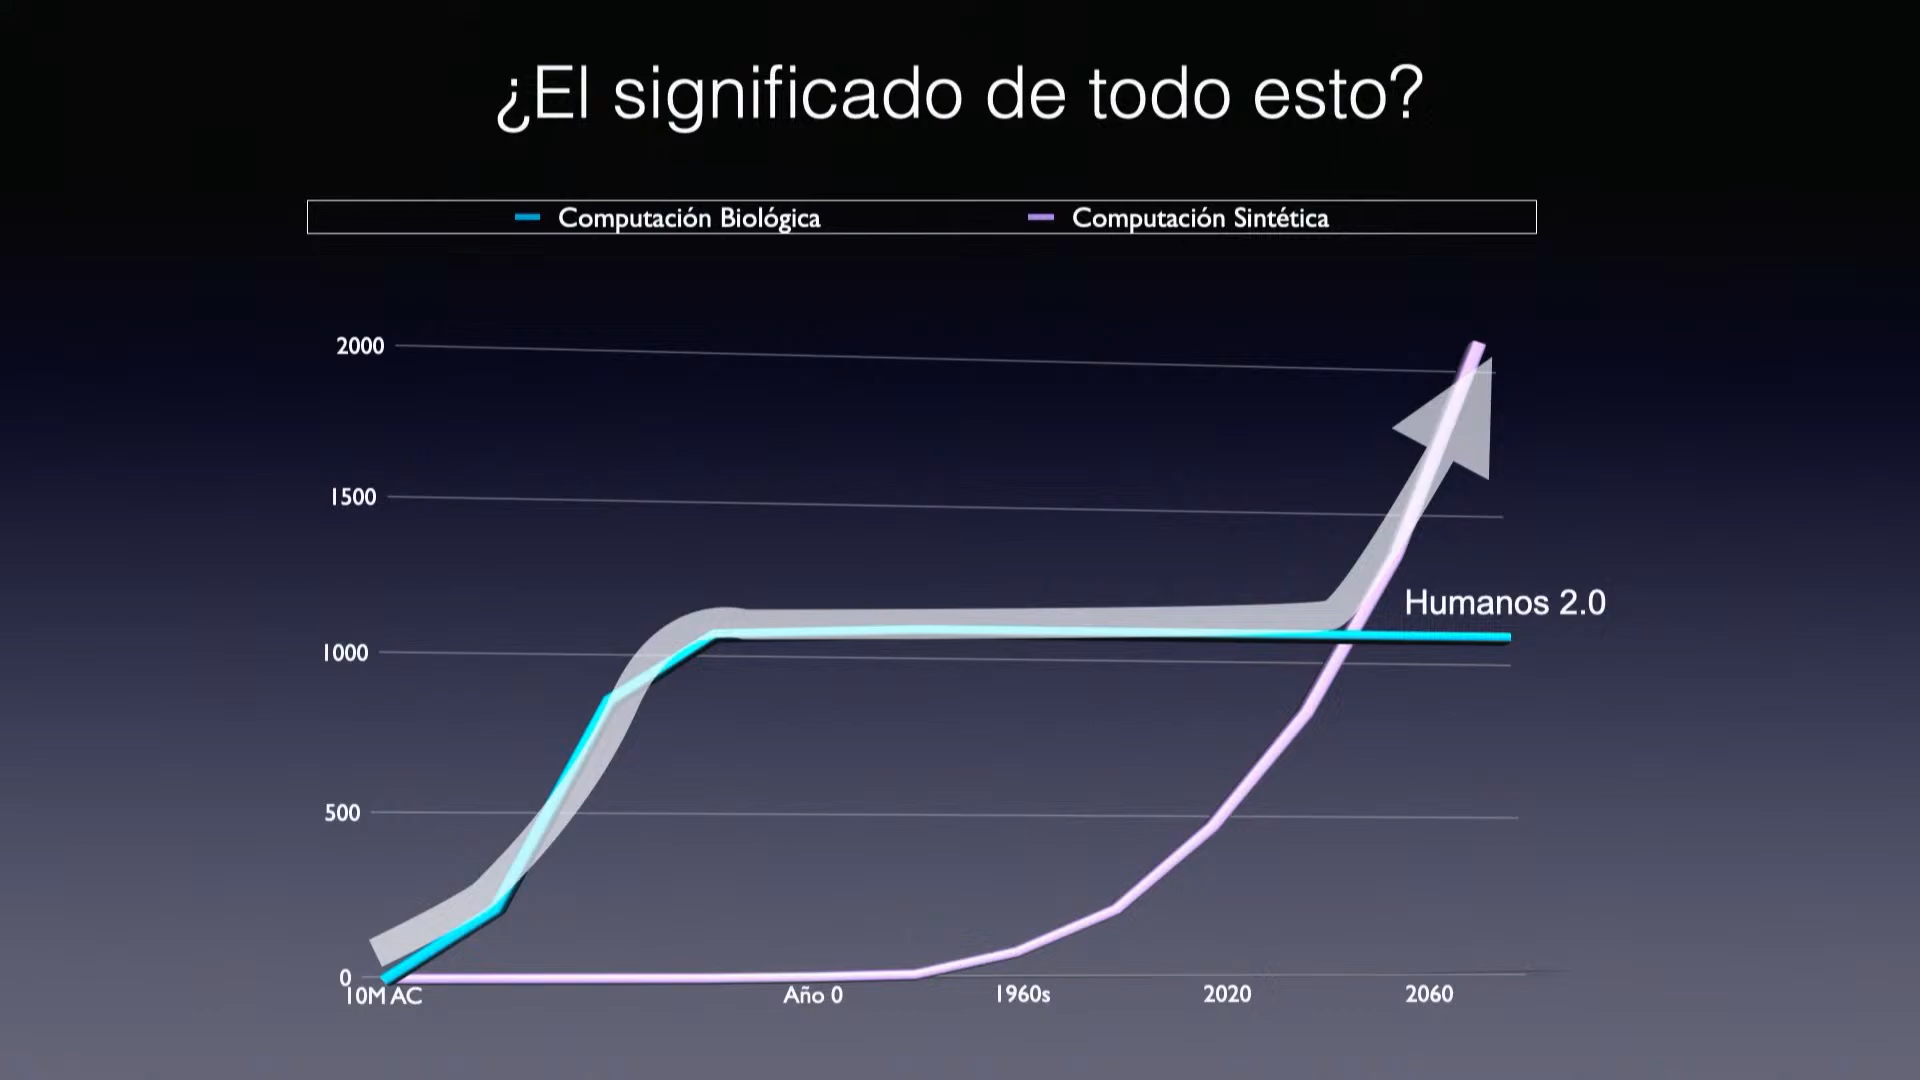 ¿El significado de todo esto?
Computación Biológica
Computación Sintética
2000
1500
Humanos 2.0
1000
500
0
10M AC
Año 0
1960s
2020
2060